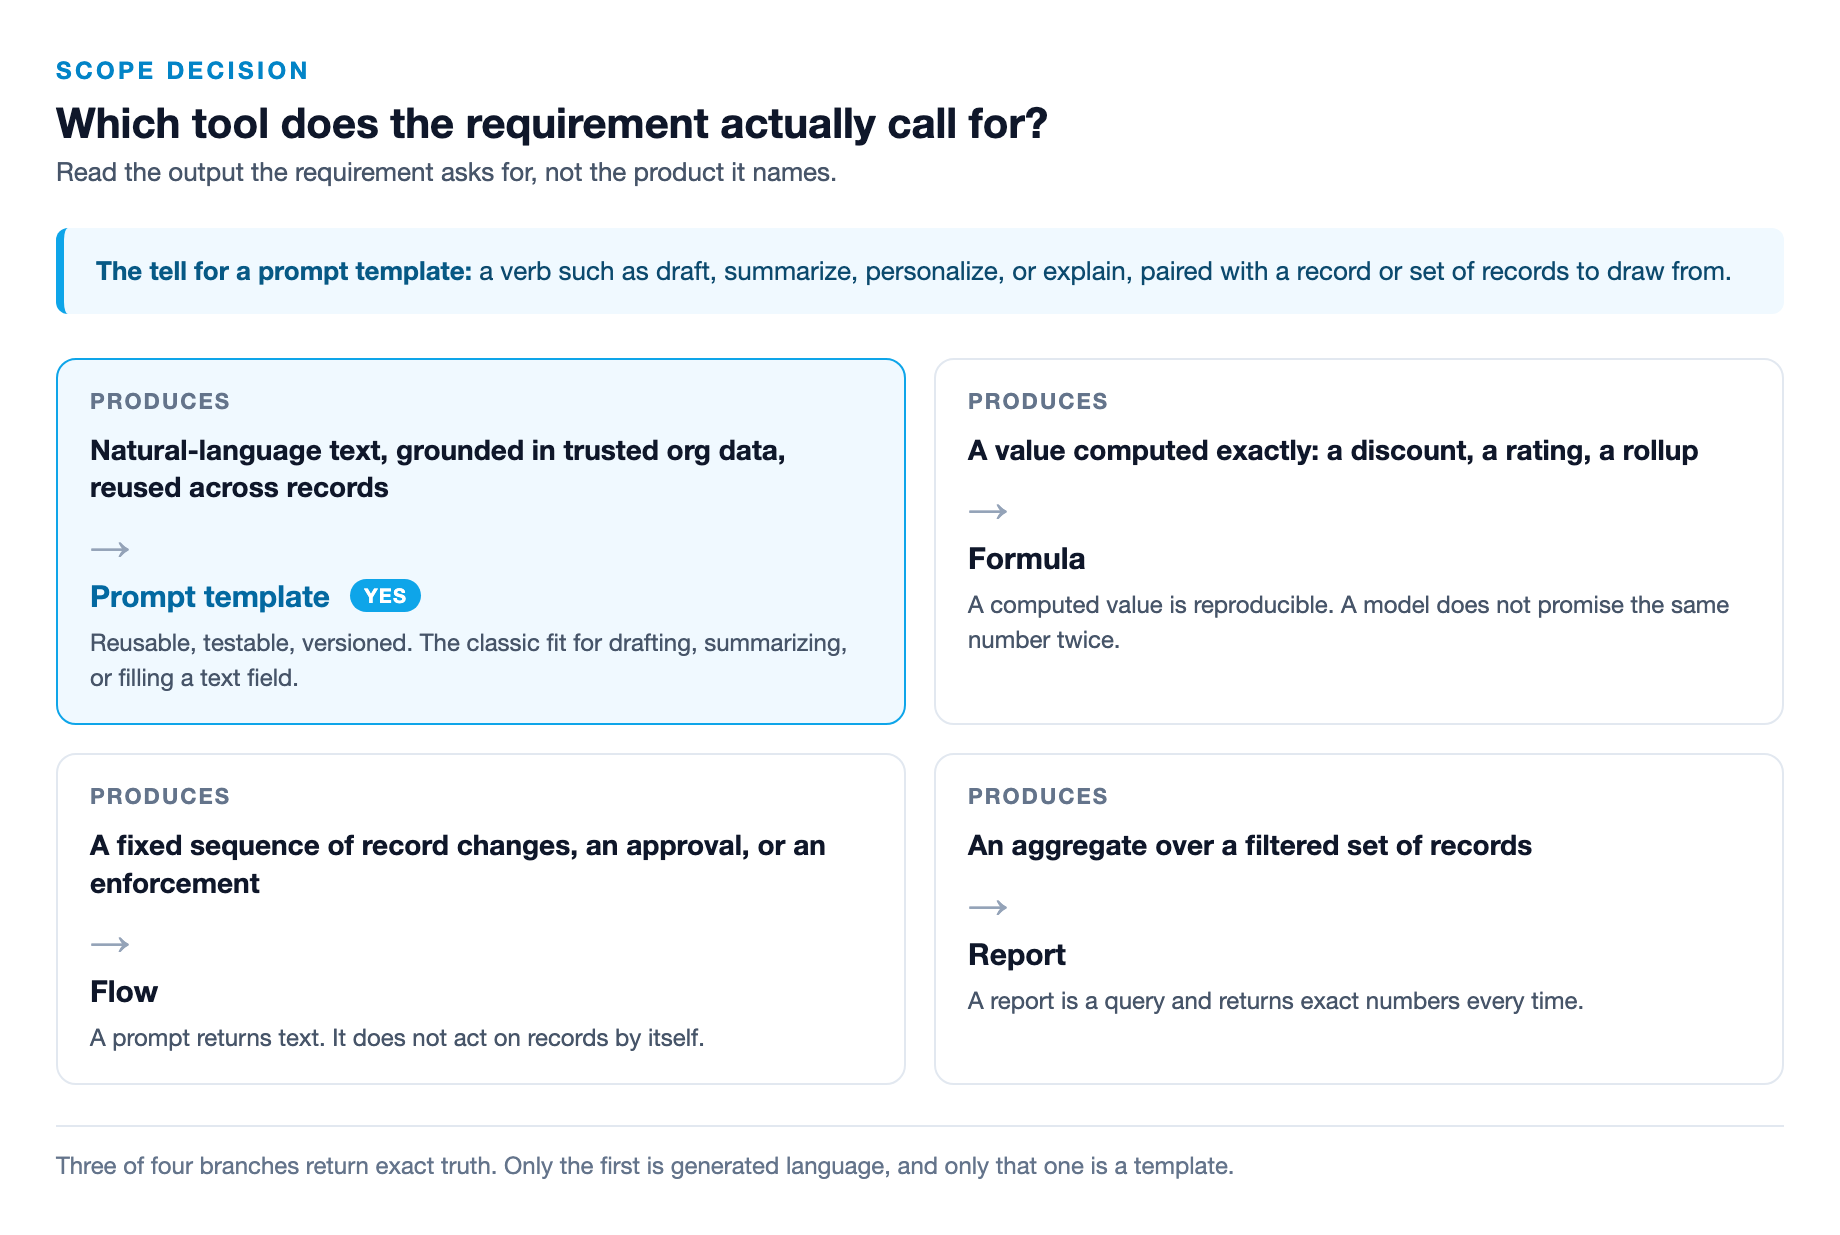 SCOPE DECISION
Which tool does the requirement actually call for?
Read the output the requirement asks for, not the product it names.
The tell for a prompt template: a verb such as draft, summarize, personalize, or explain, paired with a record or set of records to draw from.
PRODUCES
Natural-language text, grounded in trusted org data,
reused across records
→
Prompt template YES
Reusable, testable, versioned. The classic fit for drafting, summarizing,
or filling a text field.
PRODUCES
A value computed exactly: a discount, a rating, a rollup
→
Formula
A computed value is reproducible. A model does not promise the same
number twice.
PRODUCES
A fixed sequence of record changes, an approval, or an
enforcement
→
Flow
A prompt returns text. It does not act on records by itself.
PRODUCES
An aggregate over a filtered set of records
→
Report
A report is a query and returns exact numbers every time.
Three of four branches return exact truth. Only the first is generated language, and only that one is a template.